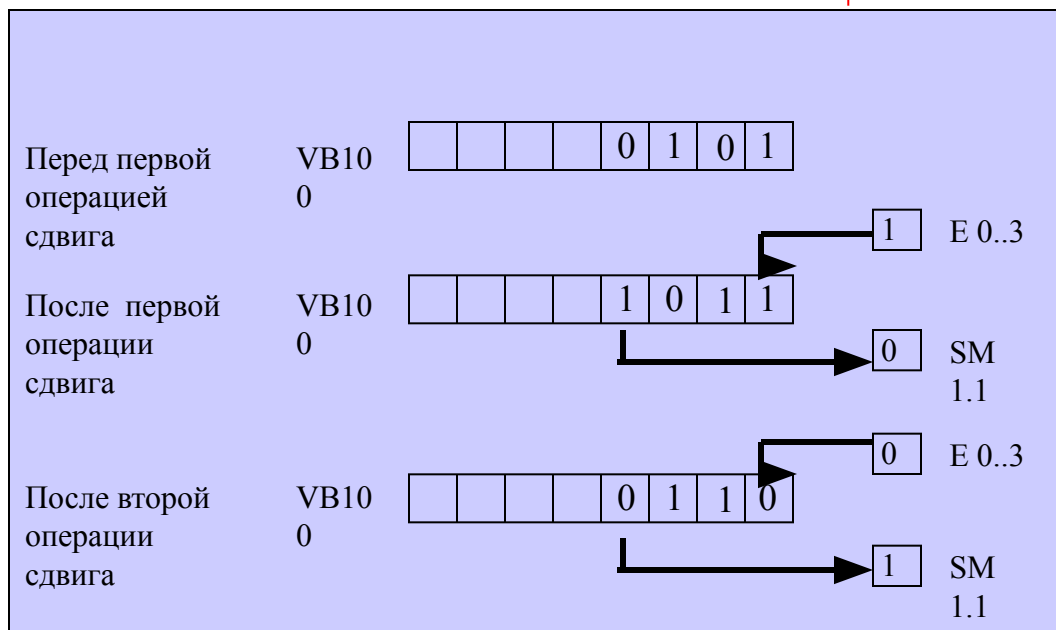 Перед первой VB10 0 1 0 1
операцией 0
сдвига 1 E 0..3
После первой VB10 1 0 1 1
операции 0 0 SM
сдвига 1.1
0 E 0..3
После второй VB10 0 1 1 0
операции 0
сдвига 1 SM
1.1